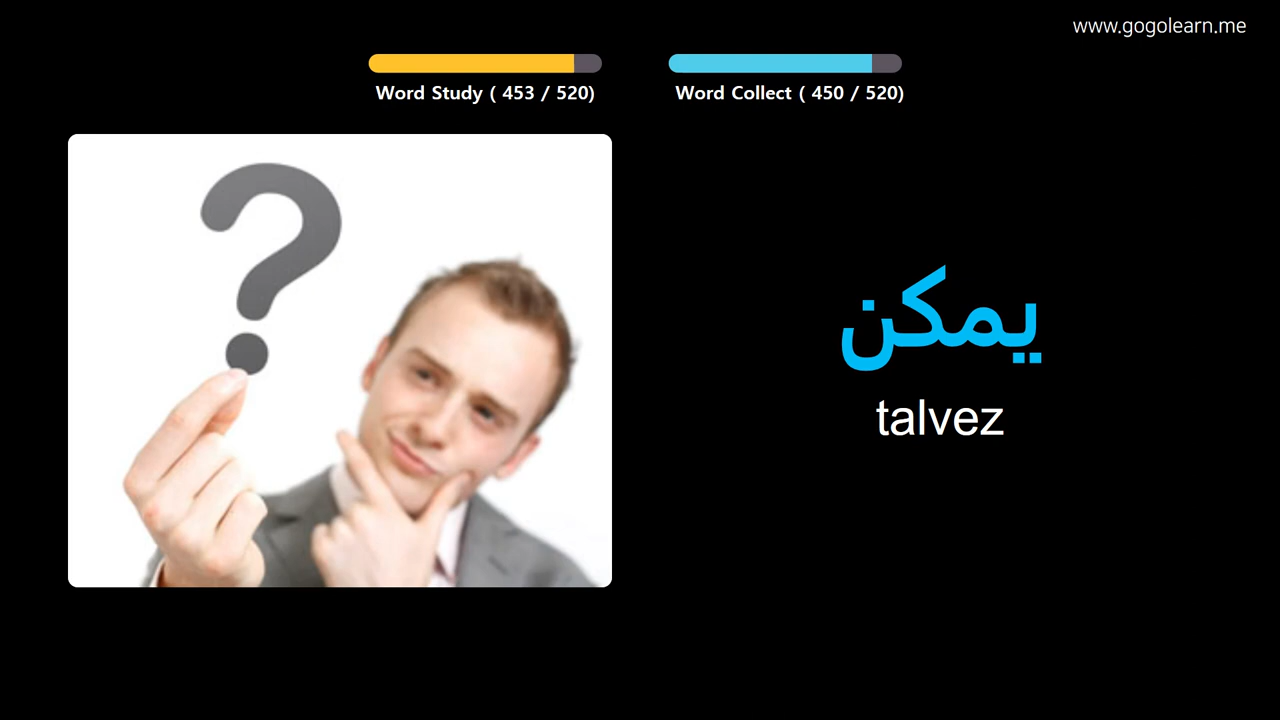 www.gogolearn.me
Word Study ( 453 / 520)
Word Collect ( 450 / 520)
?
يمكن
talvez